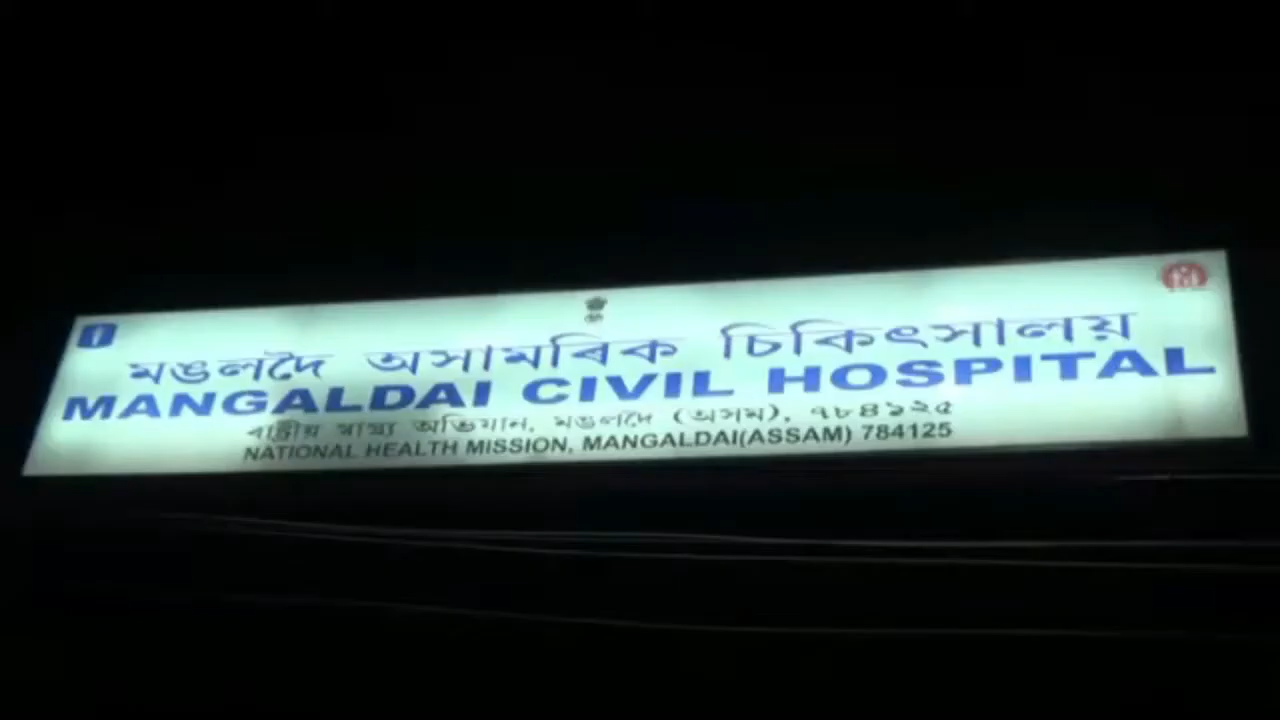 মঙলদৈ অসামৰিক চিকিৎসালয়
MANGALDAI CIVIL HOSPITAL
ৰাষ্ট্ৰীয় স্বাস্থ্য অভিযান, মঙলদৈ (অসম), ৭৮৪১২৫
NATIONAL HEALTH MISSION, MANGALDAI(ASSAM) 784125